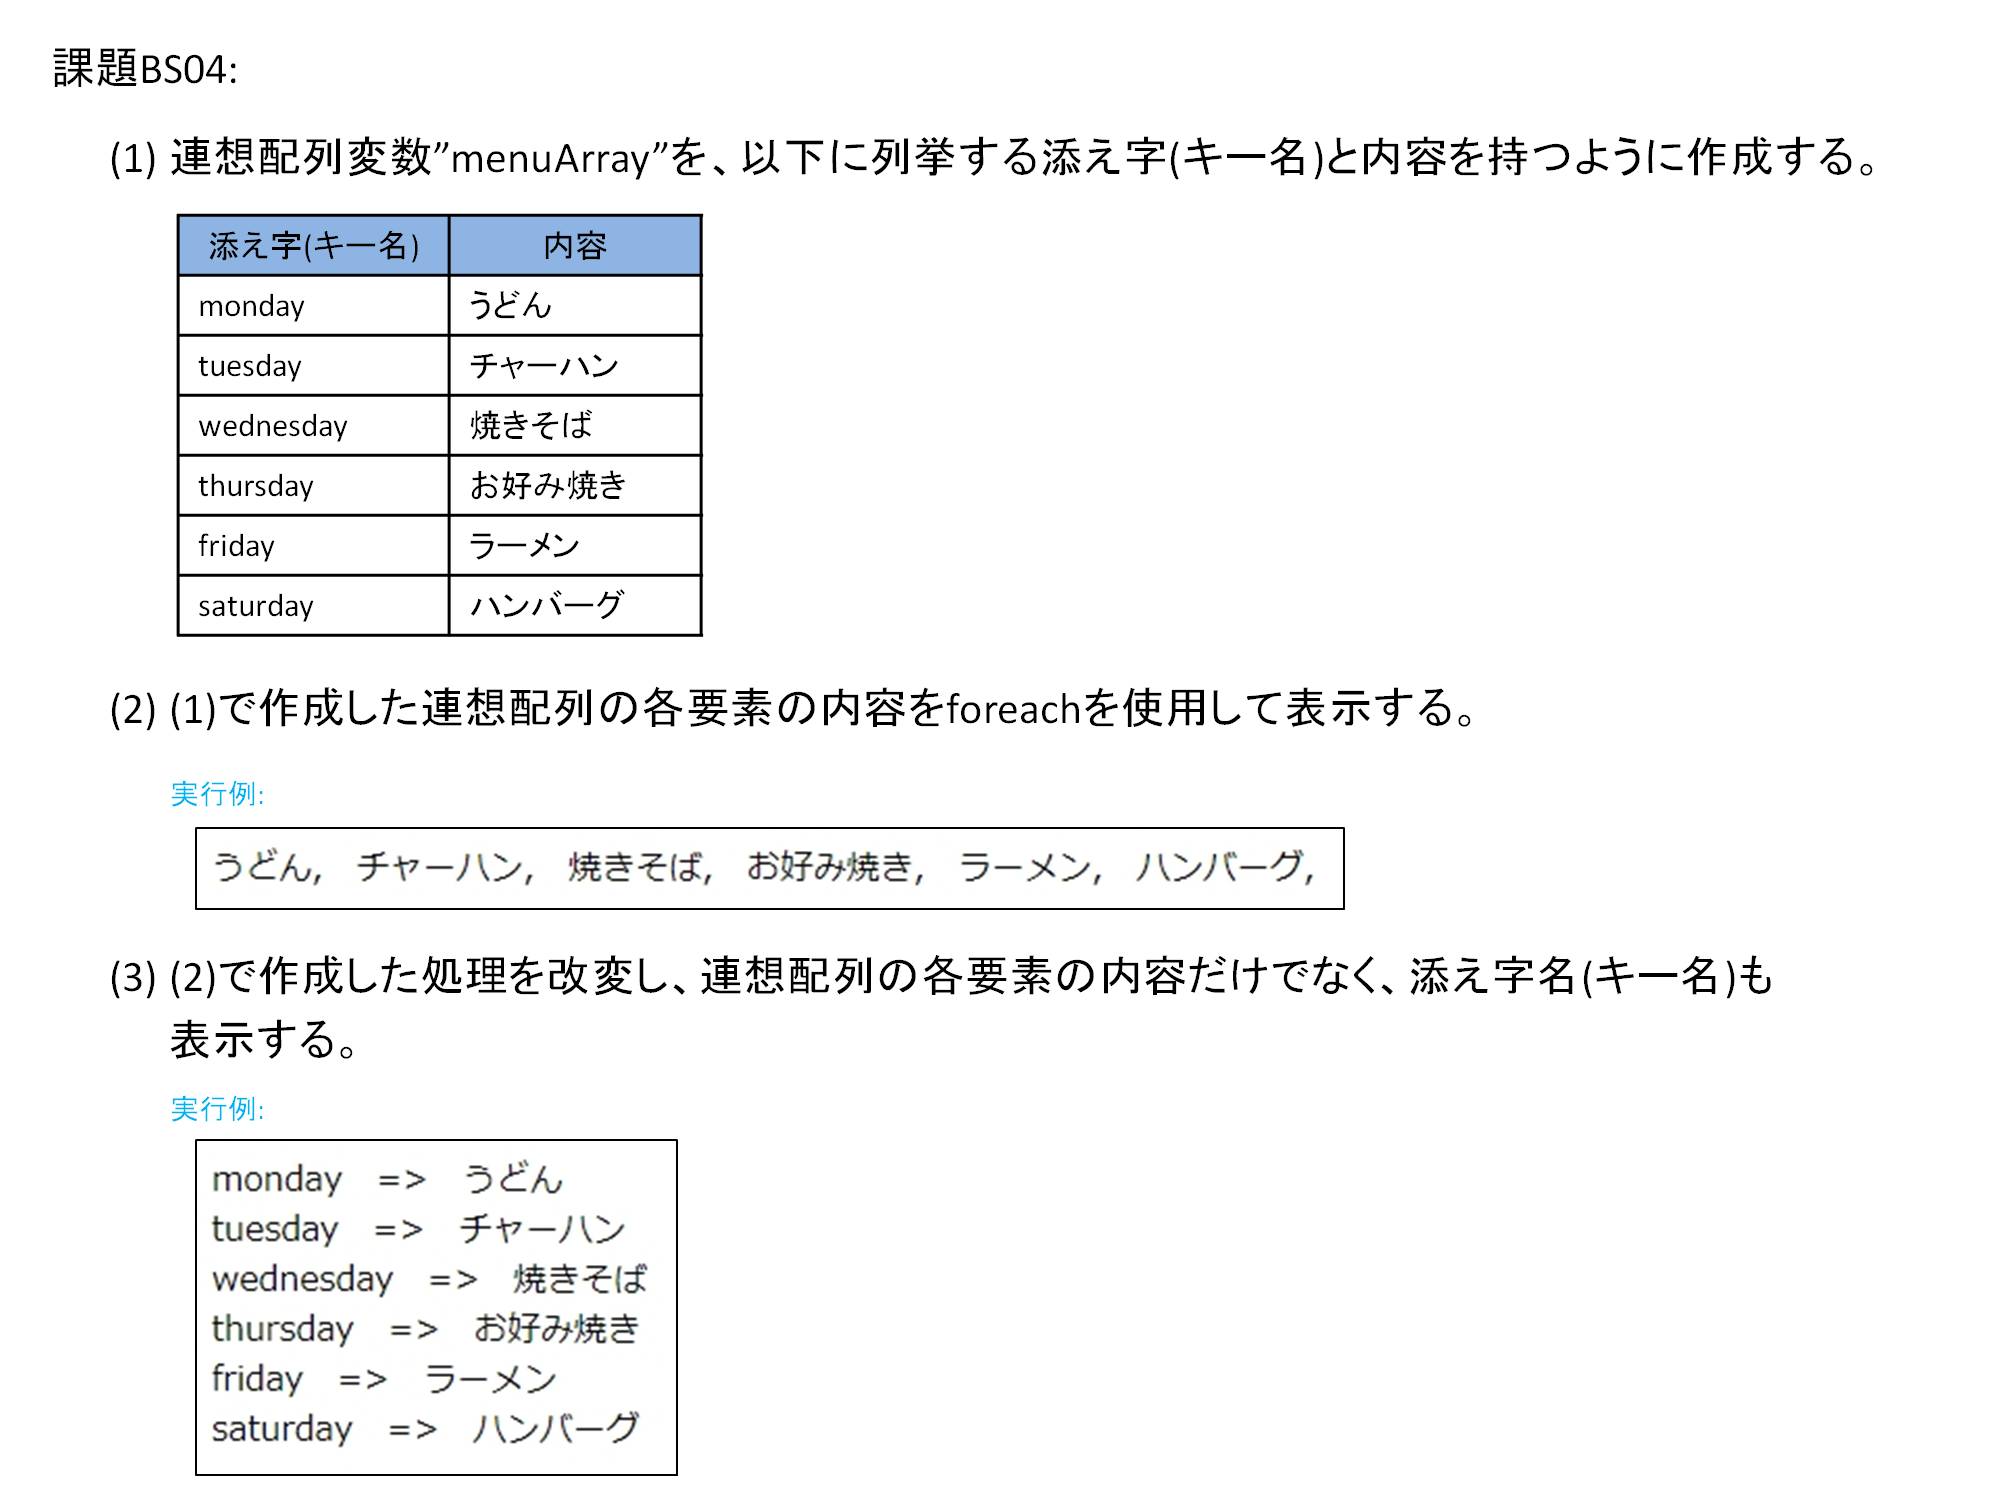 課題BS04:
(1) 連想配列変数”menuArray”を、以下に列挙する添え字(キー名)と内容を持つように作成する。
添え字(キー名) 内容
monday うどん
tuesday チャーハン
wednesday 焼きそば
thursday お好み焼き
friday ラーメン
saturday ハンバーグ
(2) (1)で作成した連想配列の各要素の内容をforeachを使用して表示する。
実行例:
うどん, チャーハン, 焼きそば, お好み焼き, ラーメン, ハンバーグ,
(3) (2)で作成した処理を改変し、連想配列の各要素の内容だけでなく、添え字名(キー名)も
表示する。
実行例:
monday => うどん
tuesday => チャーハン
wednesday => 焼きそば
thursday => お好み焼き
friday => ラーメン
saturday => ハンバーグ